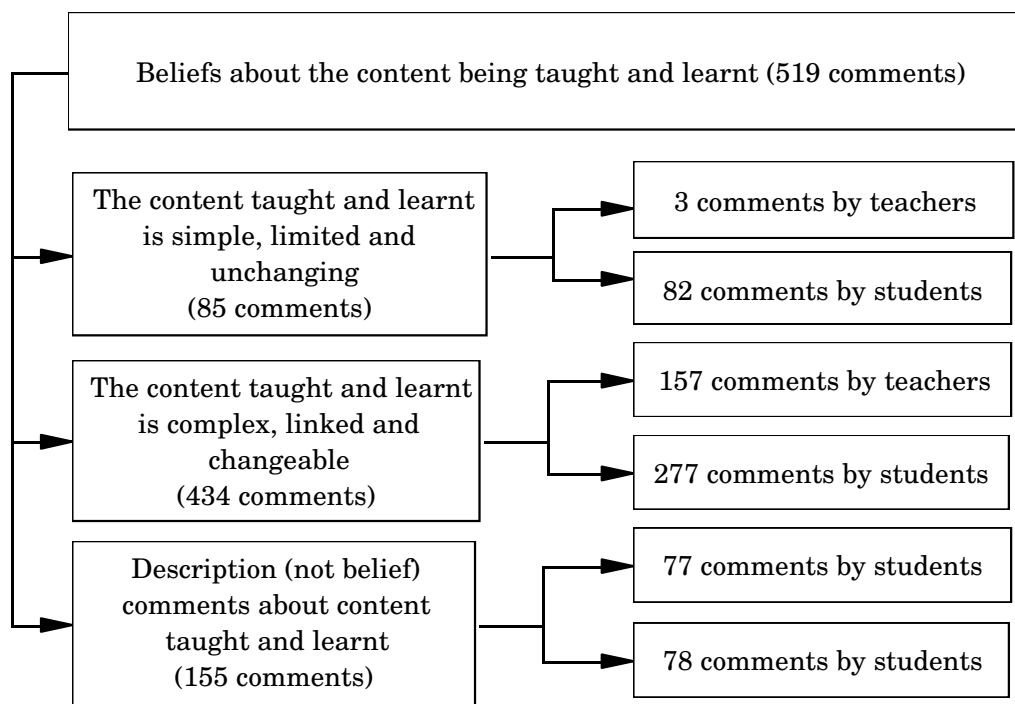 Beliefs about the content being taught and learnt (519 comments)
The content taught and learnt
is simple, limited and
unchanging
(85 comments)
3 comments by teachers
82 comments by students
The content taught and learnt
is complex, linked and
changeable
(434 comments)
157 comments by teachers
277 comments by students
Description (not belief)
comments about content
taught and learnt
(155 comments)
77 comments by students
78 comments by students